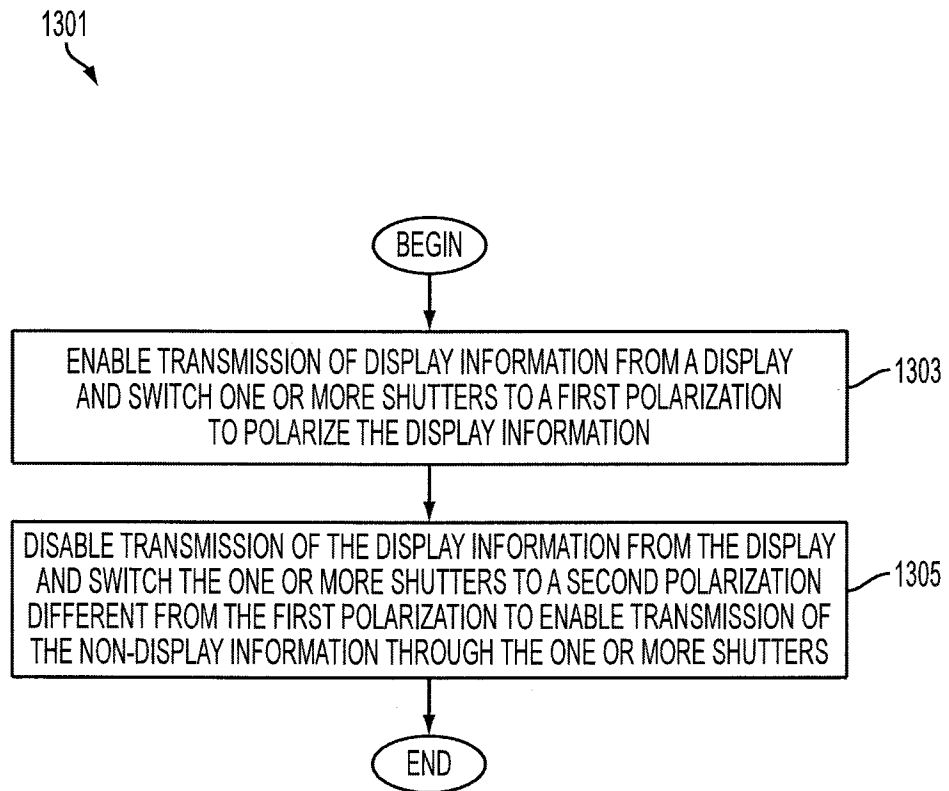 1301
BEGIN
ENABLE TRANSMISSION OF DISPLAY INFORMATION FROM A DISPLAY
AND SWITCH ONE OR MORE SHUTTERS TO A FIRST POLARIZATION
TO POLARIZE THE DISPLAY INFORMATION
1303
DISABLE TRANSMISSION OF THE DISPLAY INFORMATION FROM THE DISPLAY
AND SWITCH THE ONE OR MORE SHUTTERS TO A SECOND POLARIZATION
DIFFERENT FROM THE FIRST POLARIZATION TO ENABLE TRANSMISSION OF
THE NON-DISPLAY INFORMATION THROUGH THE ONE OR MORE SHUTTERS
1305
END